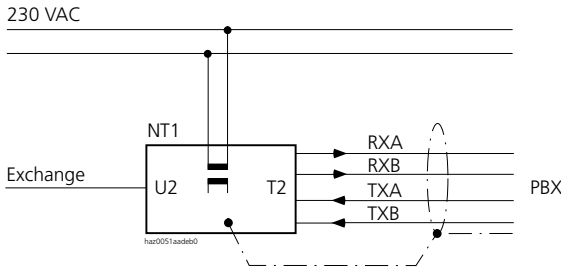 230 VAC
NT1
RXA
RXB
Exchange
U2
T2
TXA
PBX
TXB
haz0051aadeb0